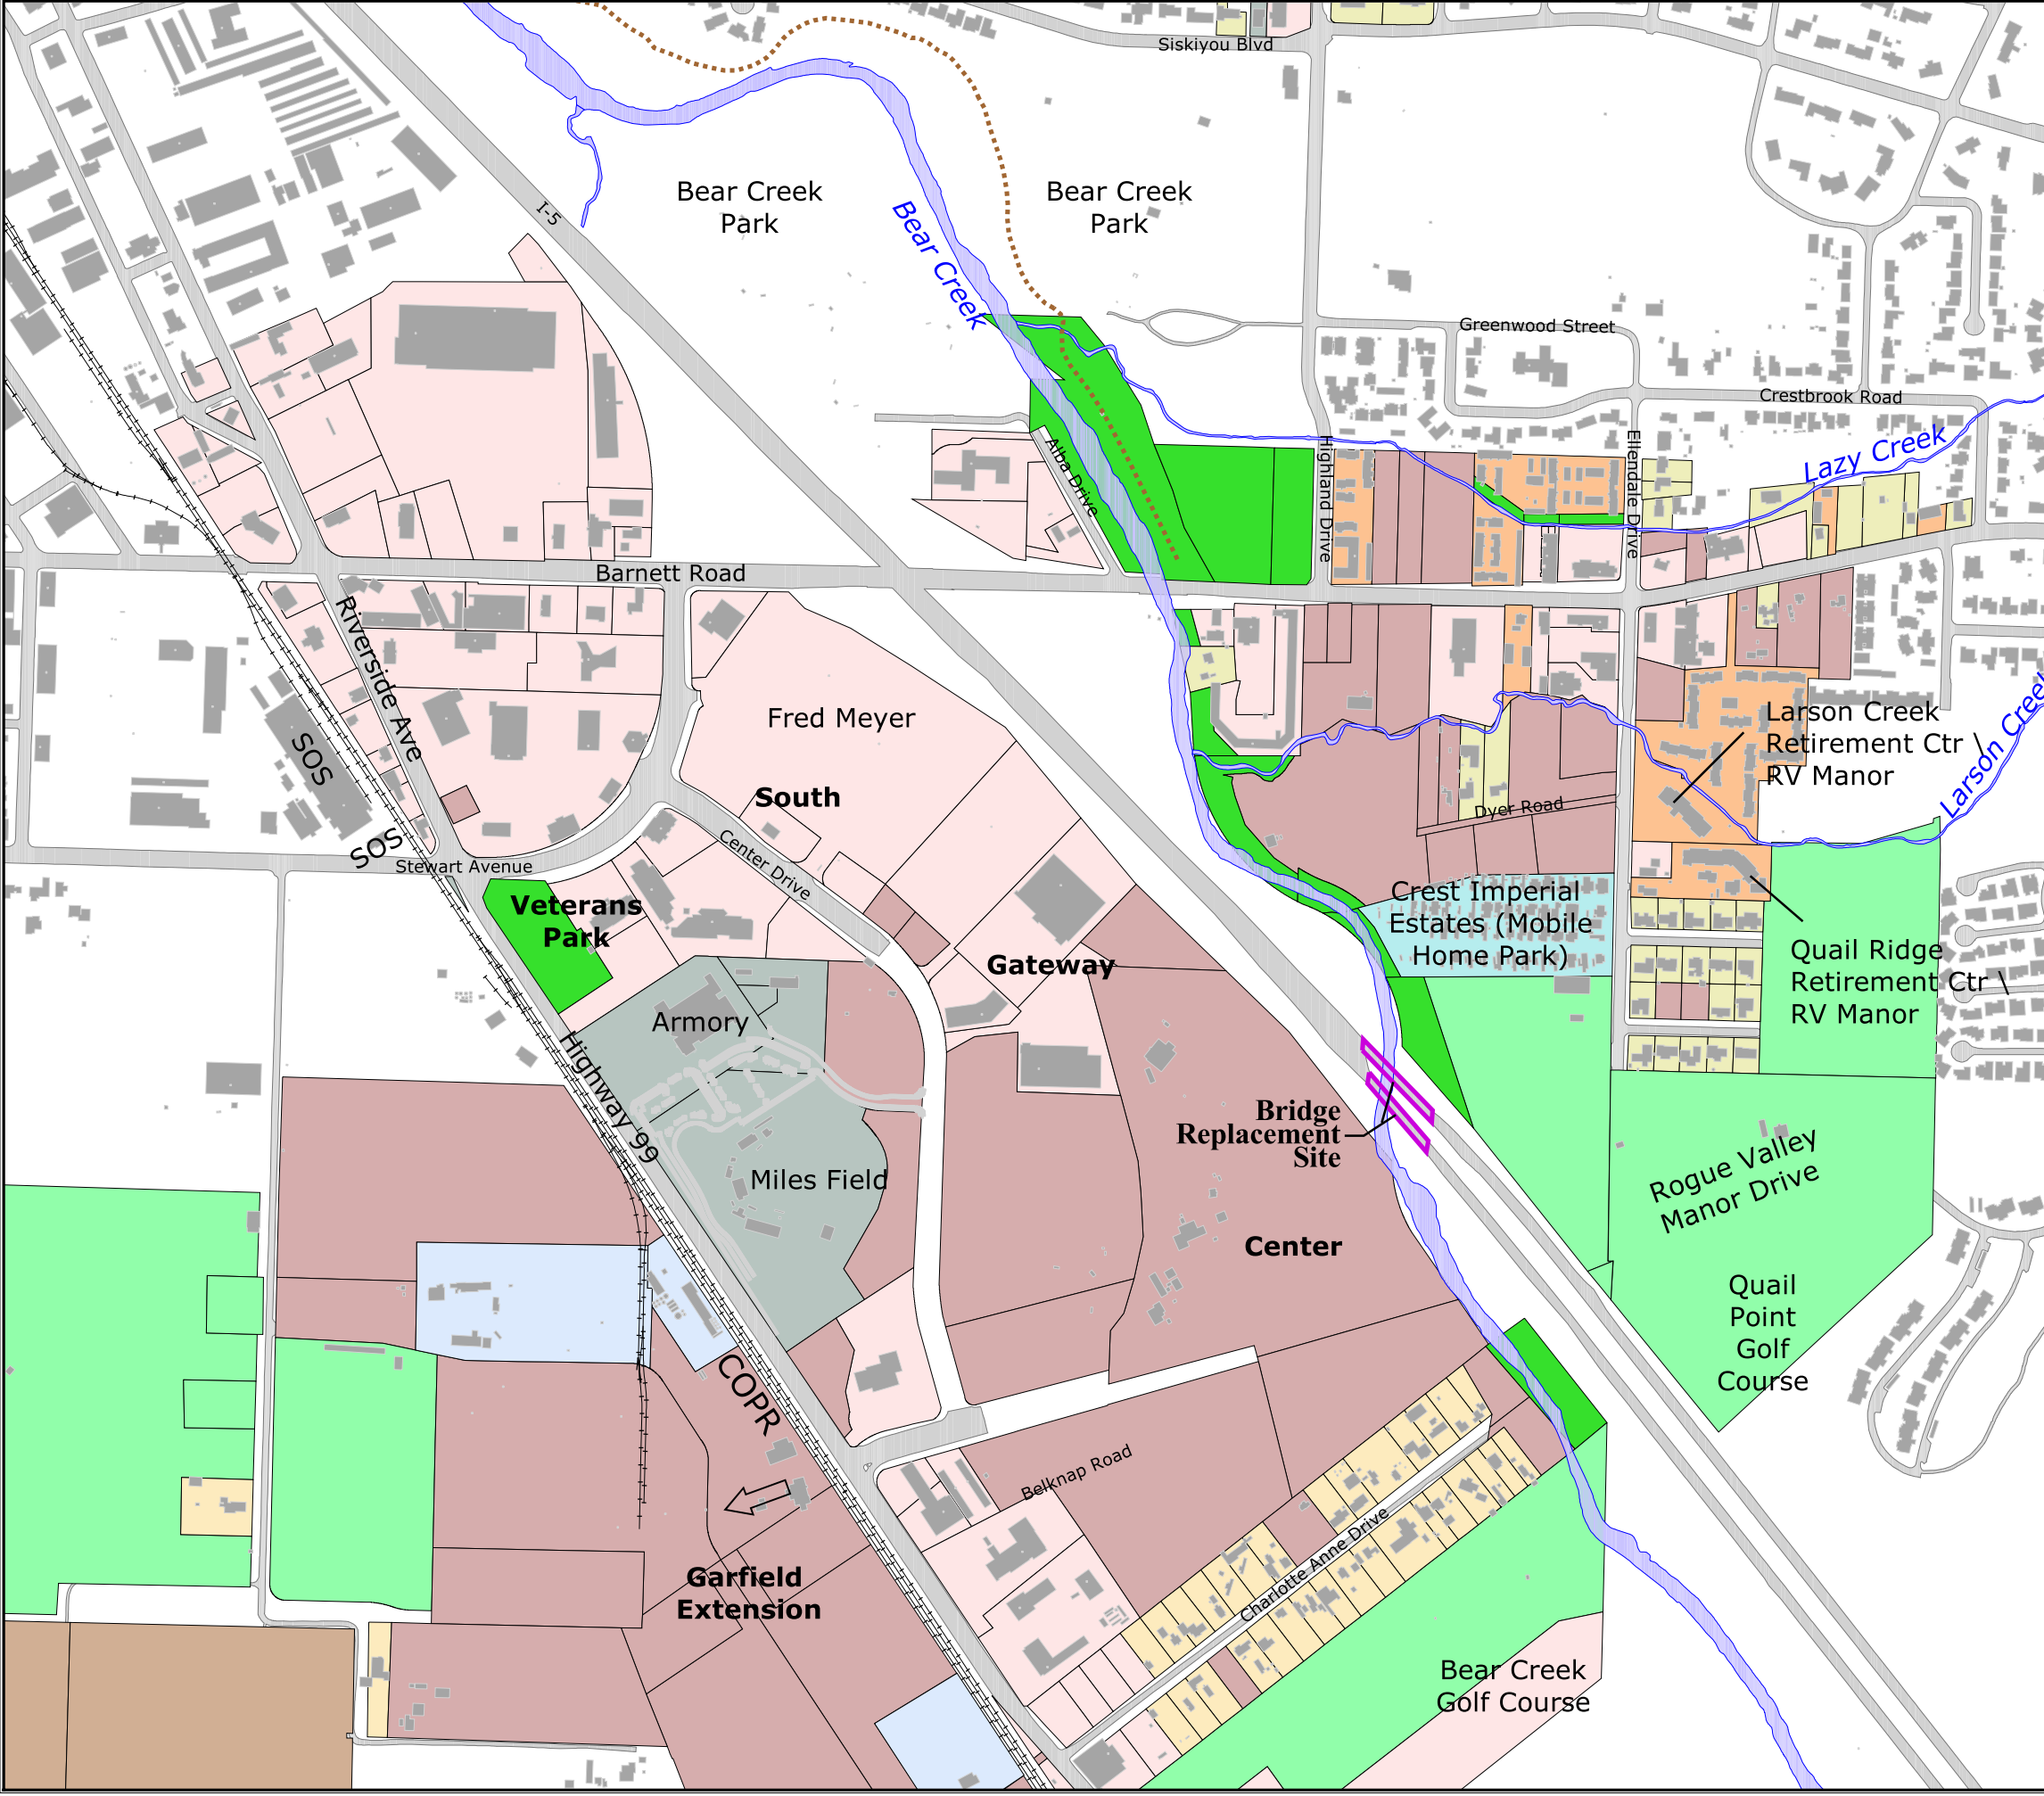 Siskiyou Blvd
Bear Creek
Park
Bear Creek
Park
I-5
Bear Creek
Greenwood Street
Crestbrook Road
Lazy Creek
Alba Drive
Highland Drive
Ellendale Drive
Barnett Road
Riverside Ave
Fred Meyer
Larson Creek
Retirement Ctr \
RV Manor
Larson Creek
SOS
South
Dyer Road
SOS
Stewart Avenue
Center Drive
Veterans
Park
Crest Imperial
Estates (Mobile
Home Park)
Gateway
Quail Ridge
Retirement Ctr \
RV Manor
Armory
Highway 99
Bridge
Replacement
Site
Miles Field
Rogue Valley
Manor Drive
Center
Quail
Point
Golf
Course
COPR
Belknap Road
Charlotte Anne Drive
Garfield
Extension
Bear Creek
Golf Course